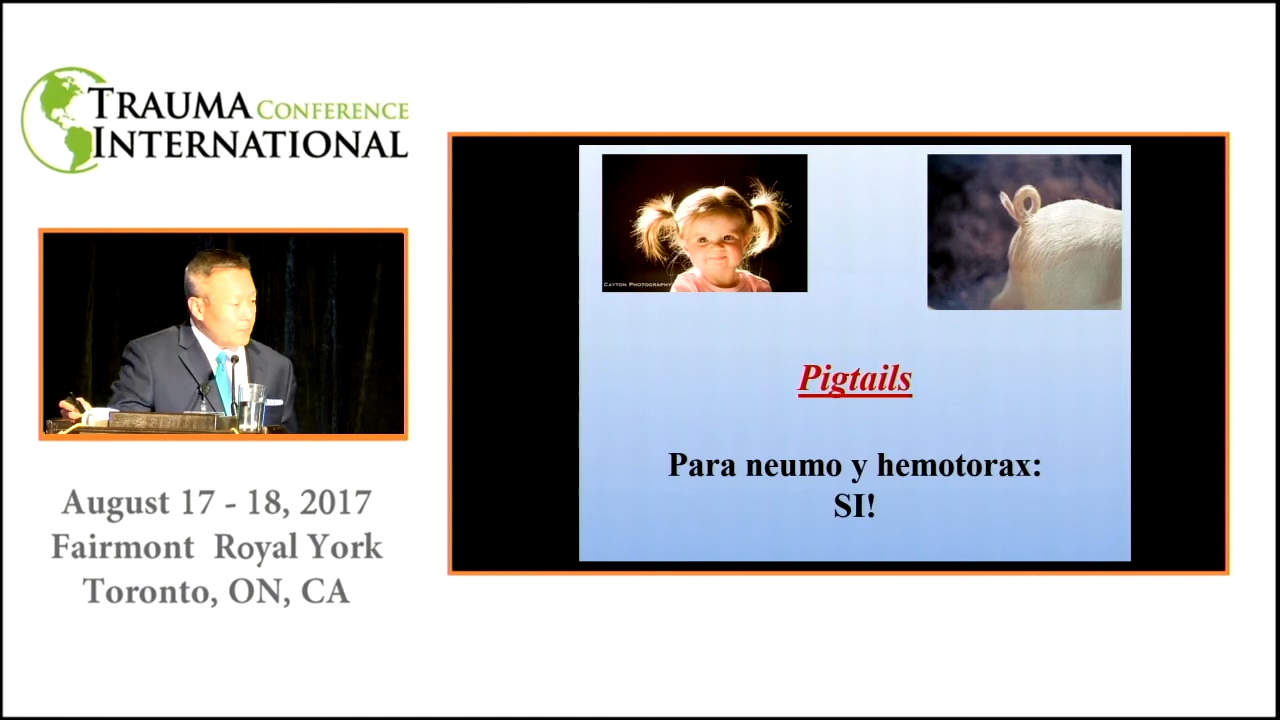 TRAUMA CONFERENCE
INTERNATIONAL
August 17 - 18, 2017
Fairmont Royal York
Toronto, ON, CA
CAYTON PHOTOGRAPHY
Pigtails
Para neumo y hemotorax:
SI!